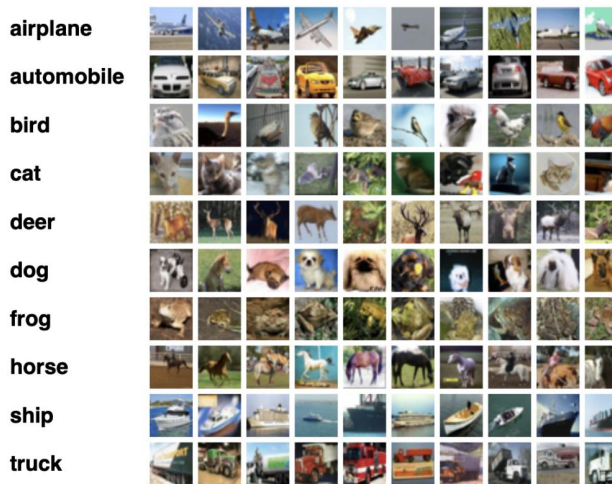 airplane
automobile
bird
cat
deer
dog
frog
horse
ship
truck